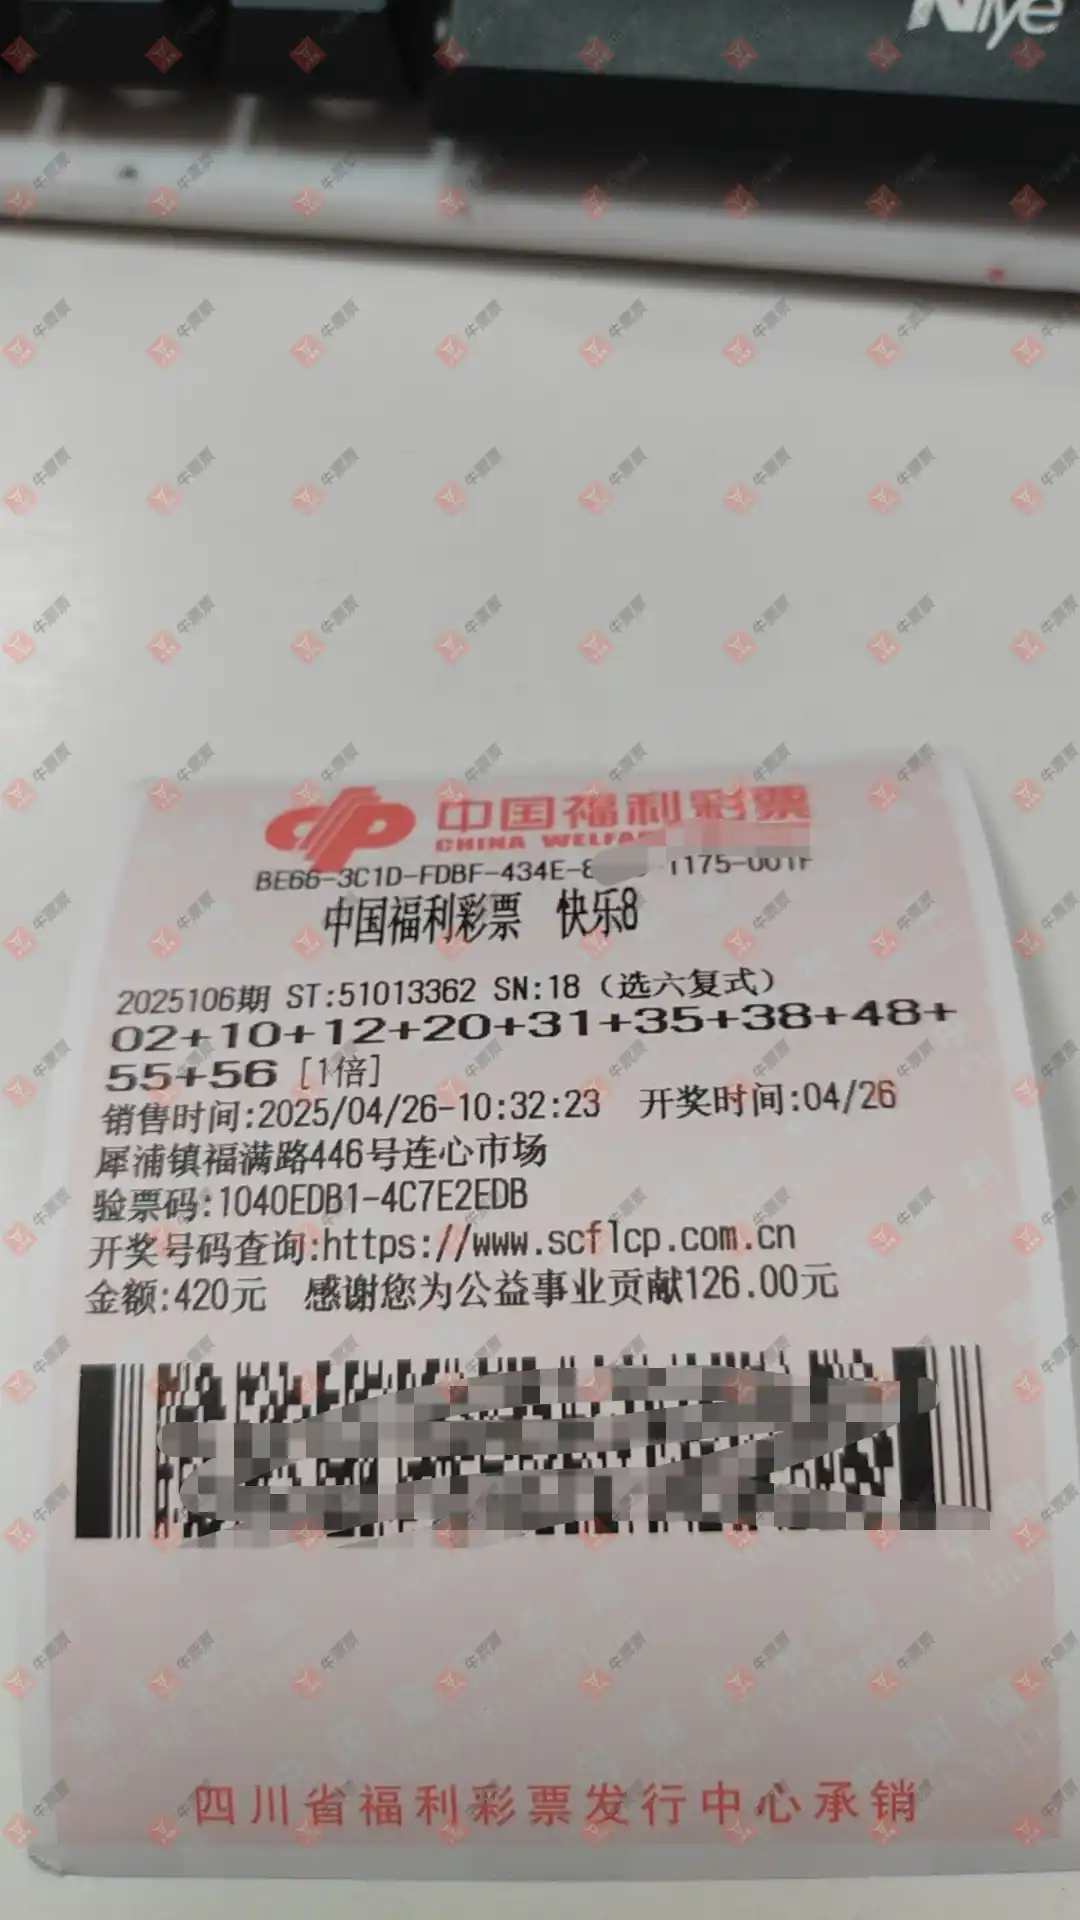 Niye
中国福利彩票
CHINA WELFA
BE66-3C1D-FDBF-434E-8 1175-001F
中国福利彩票 快乐8
2025106期 ST:51013362 SN:18 (选六复式)
02+10+12+20+31+35+38+48+
55+56 [1倍]
销售时间:2025/04/26-10:32:23 开奖时间:04/26
犀浦镇福满路446号连心市场
验票码:1040EDB1-4C7E2EDB
开奖号码查询:https://www.scflcp.com.cn
金额:420元 感谢您为公益事业贡献126.00元
四川省福利彩票发行中心承销
牛票票